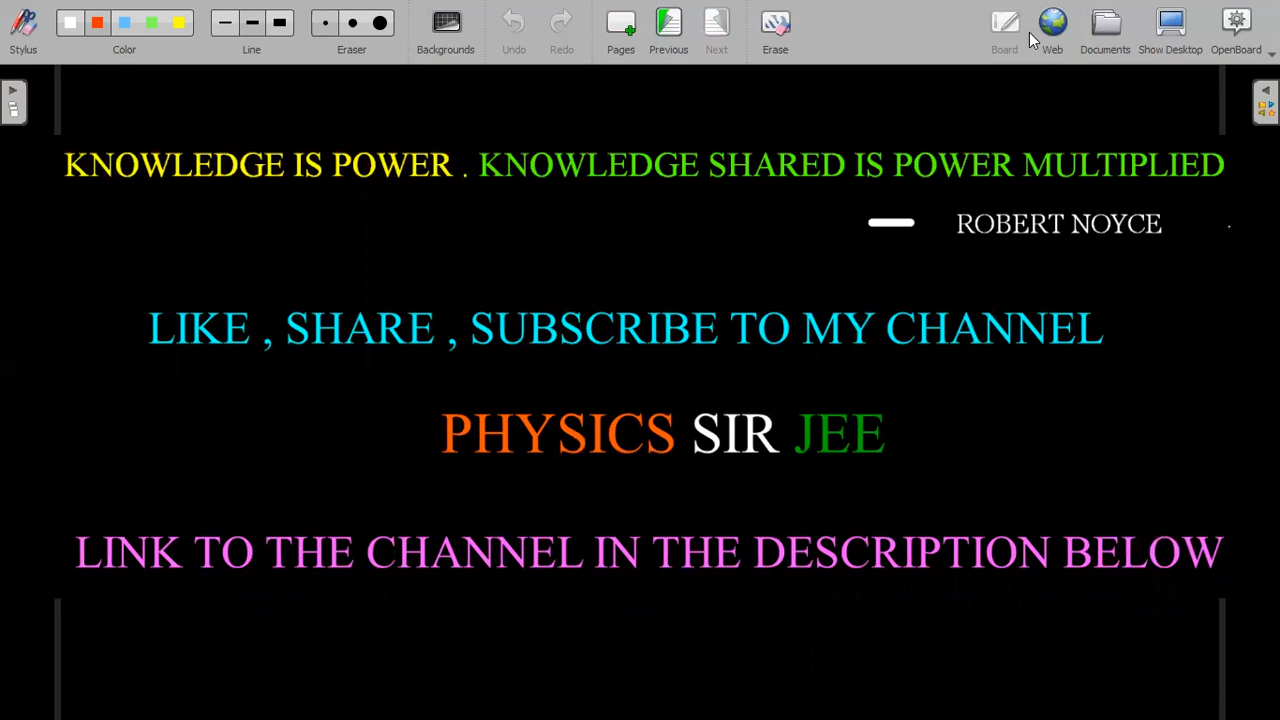 Stylus Color Line Eraser Backgrounds Undo Redo Pages Previous Next Erase Board Web Documents Show Desktop OpenBoard
KNOWLEDGE IS POWER . KNOWLEDGE SHARED IS POWER MULTIPLIED
— ROBERT NOYCE .
LIKE , SHARE , SUBSCRIBE TO MY CHANNEL
PHYSICS SIR JEE
LINK TO THE CHANNEL IN THE DESCRIPTION BELOW